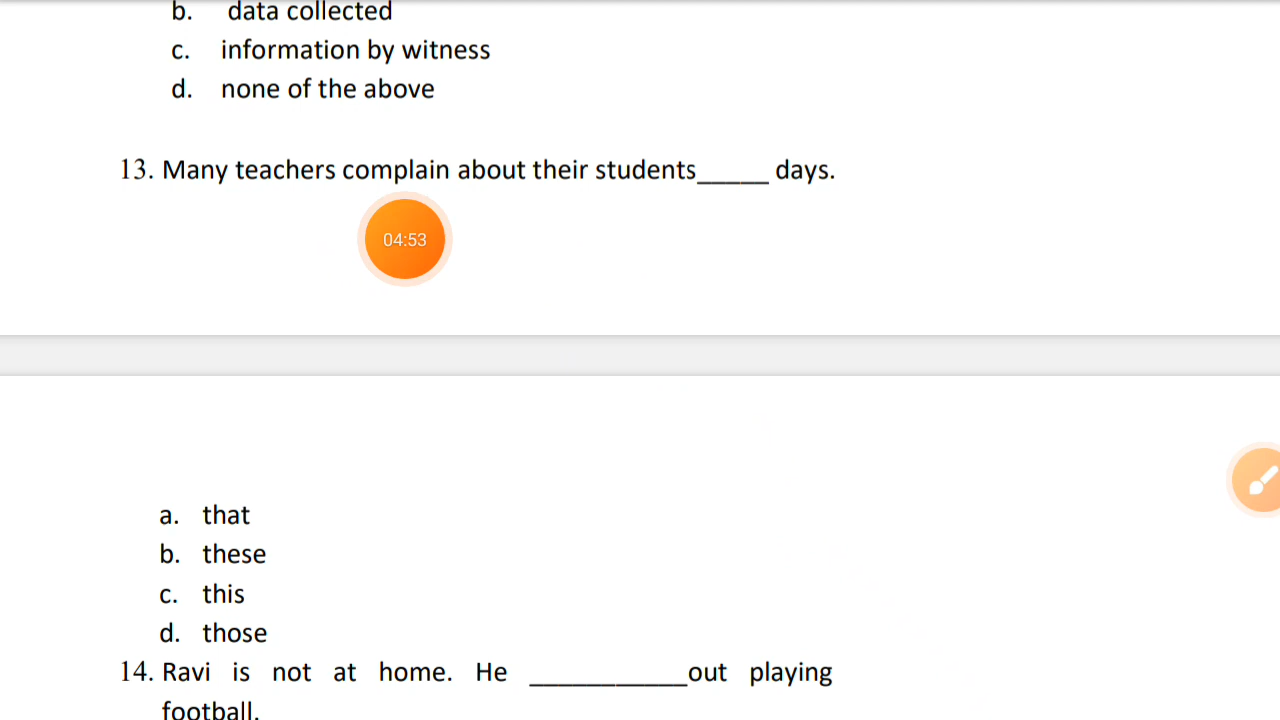 b. data collected
c. information by witness
d. none of the above
13. Many teachers complain about their students_____ days.
04:53
a. that
b. these
c. this
d. those
14. Ravi is not at home. He ___________out playing
football.